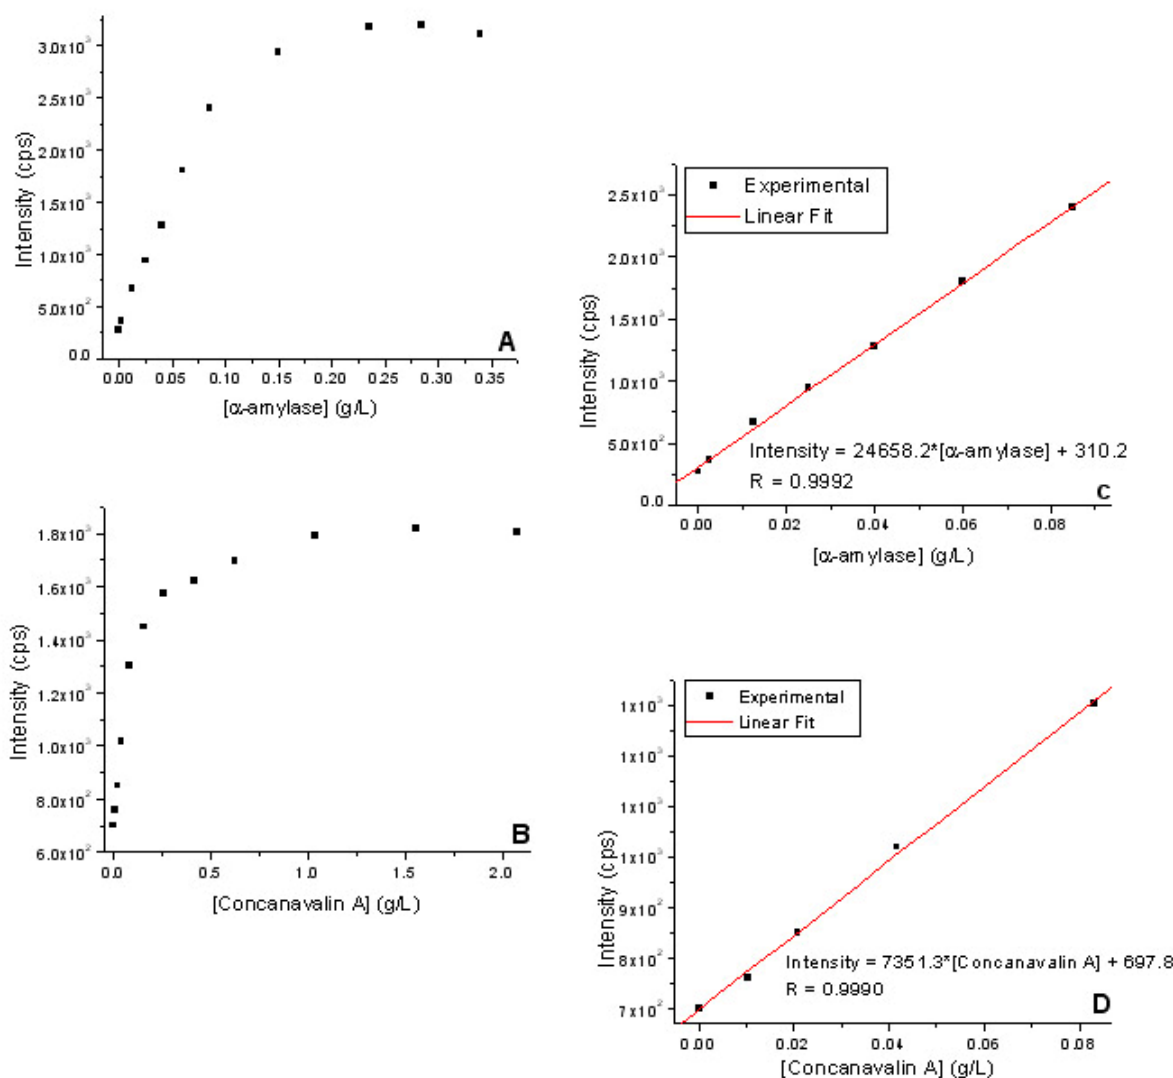 3.0x10³
2.5x10³
2.0x10³
1.5x10³
1.0x10³
5.0x10²
0.0
Intensity (cps)
A
0.00 0.05 0.10 0.15 0.20 0.25 0.30 0.35
[α-amylase] (g/L)
Experimental
Linear Fit
2.5x10³
2.0x10³
1.5x10³
1.0x10³
5.0x10²
0.0
Intensity (cps)
Intensity = 24658.2*[α-amylase] + 310.2
R = 0.9992
C
0.00 0.02 0.04 0.06 0.08
[α-amylase] (g/L)
1.8x10³
1.6x10³
1.4x10³
1.2x10³
1.0x10³
8.0x10²
6.0x10²
Intensity (cps)
B
0.0 0.5 1.0 1.5 2.0
[Concanavalin A] (g/L)
Experimental
Linear Fit
1x10³
1x10³
1x10³
1x10³
9x10²
8x10²
7x10²
Intensity (cps)
Intensity = 7351.3*[Concanavalin A] + 697.8
R = 0.9990
D
0.00 0.02 0.04 0.06 0.08
[Concanavalin A] (g/L)